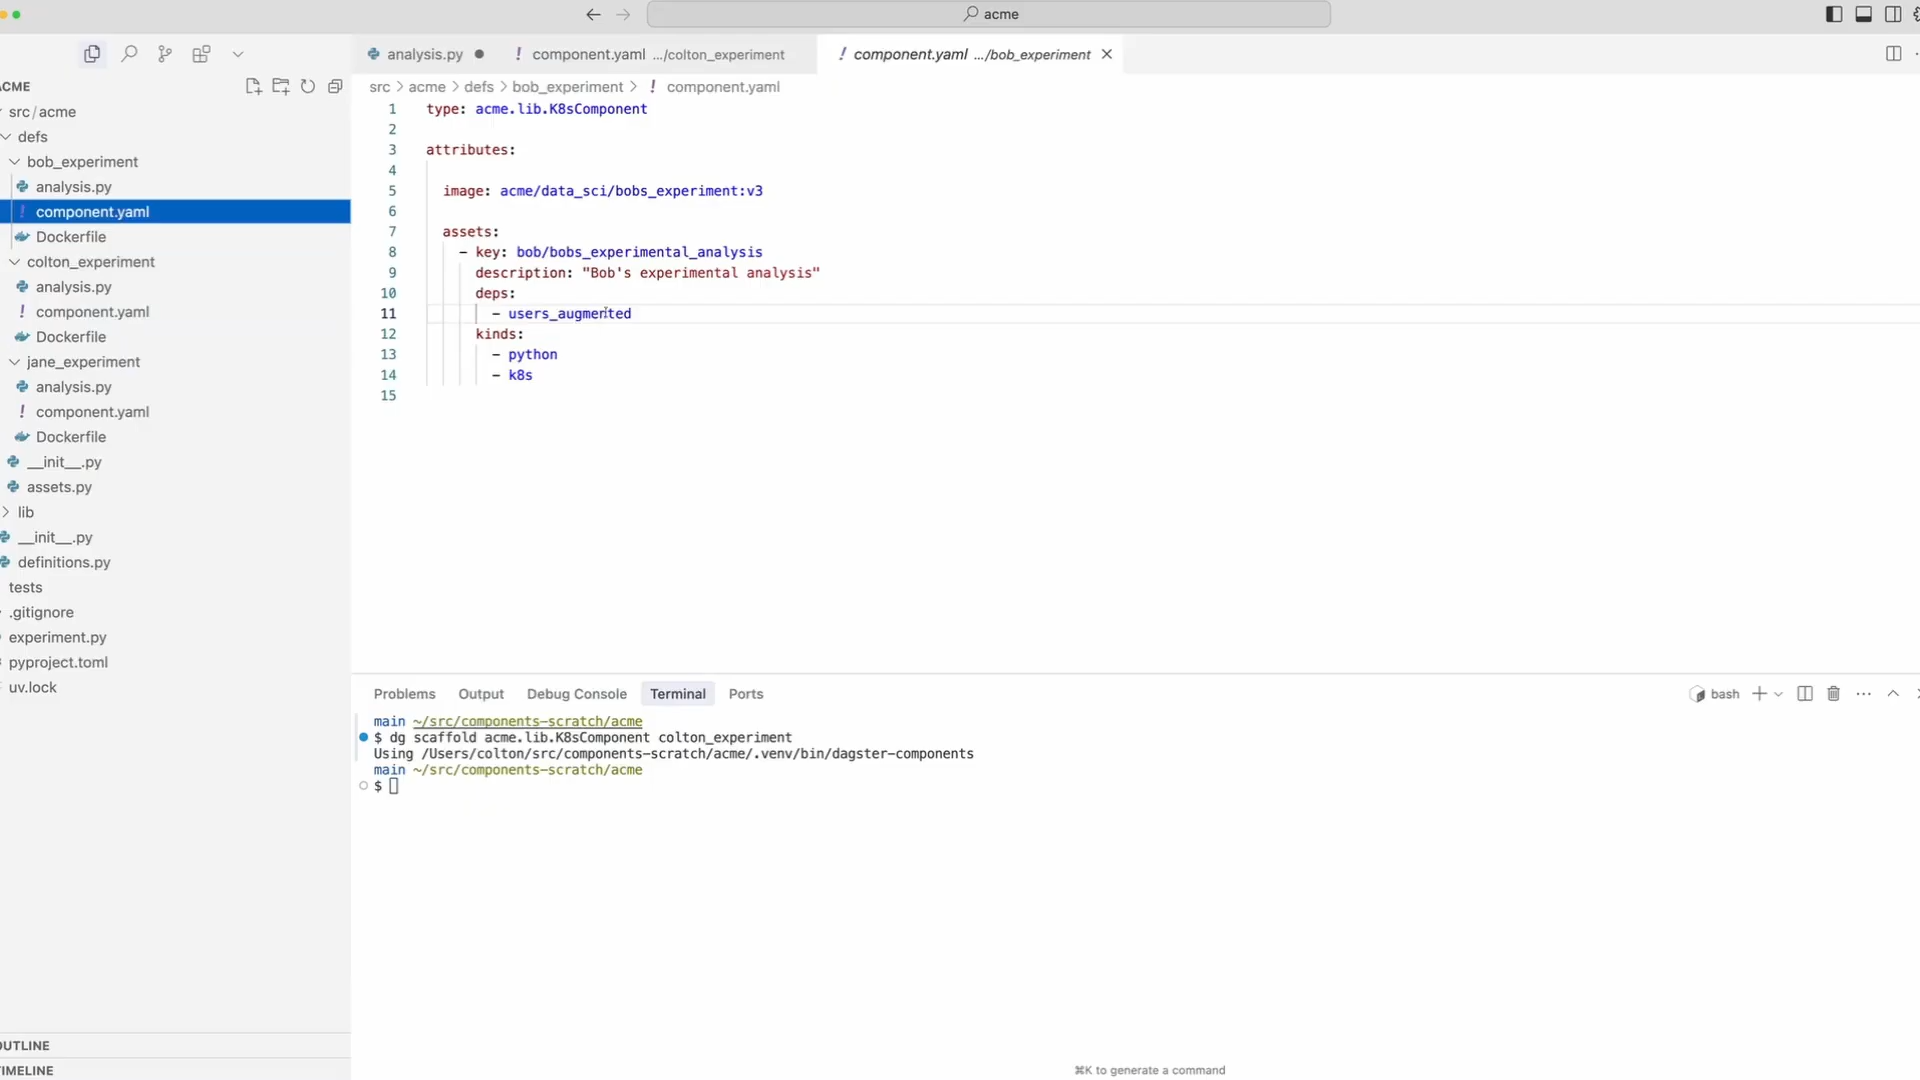 acme
analysis.py
component.yaml .../colton_experiment
component.yaml .../bob_experiment
ACME
src/acme
defs
bob_experiment
analysis.py
component.yaml
Dockerfile
colton_experiment
analysis.py
component.yaml
Dockerfile
jane_experiment
analysis.py
component.yaml
Dockerfile
__init__.py
assets.py
lib
__init__.py
definitions.py
tests
.gitignore
experiment.py
pyproject.toml
uv.lock
OUTLINE
TIMELINE
src > acme > defs > bob_experiment > ! component.yaml
1 type: acme.lib.K8sComponent
2
3 attributes:
4
5 image: acme/data_sci/bobs_experiment:v3
6
7 assets:
8 - key: bob/bobs_experimental_analysis
9 description: "Bob's experimental analysis"
10 deps:
11 - users_augmented
12 kinds:
13 - python
14 - k8s
15
Problems Output Debug Console Terminal Ports
bash
main ~/src/components-scratch/acme
$ dg scaffold acme.lib.K8sComponent colton_experiment
Using /Users/colton/src/components-scratch/acme/.venv/bin/dagster-components
main ~/src/components-scratch/acme
$
⌘K to generate a command